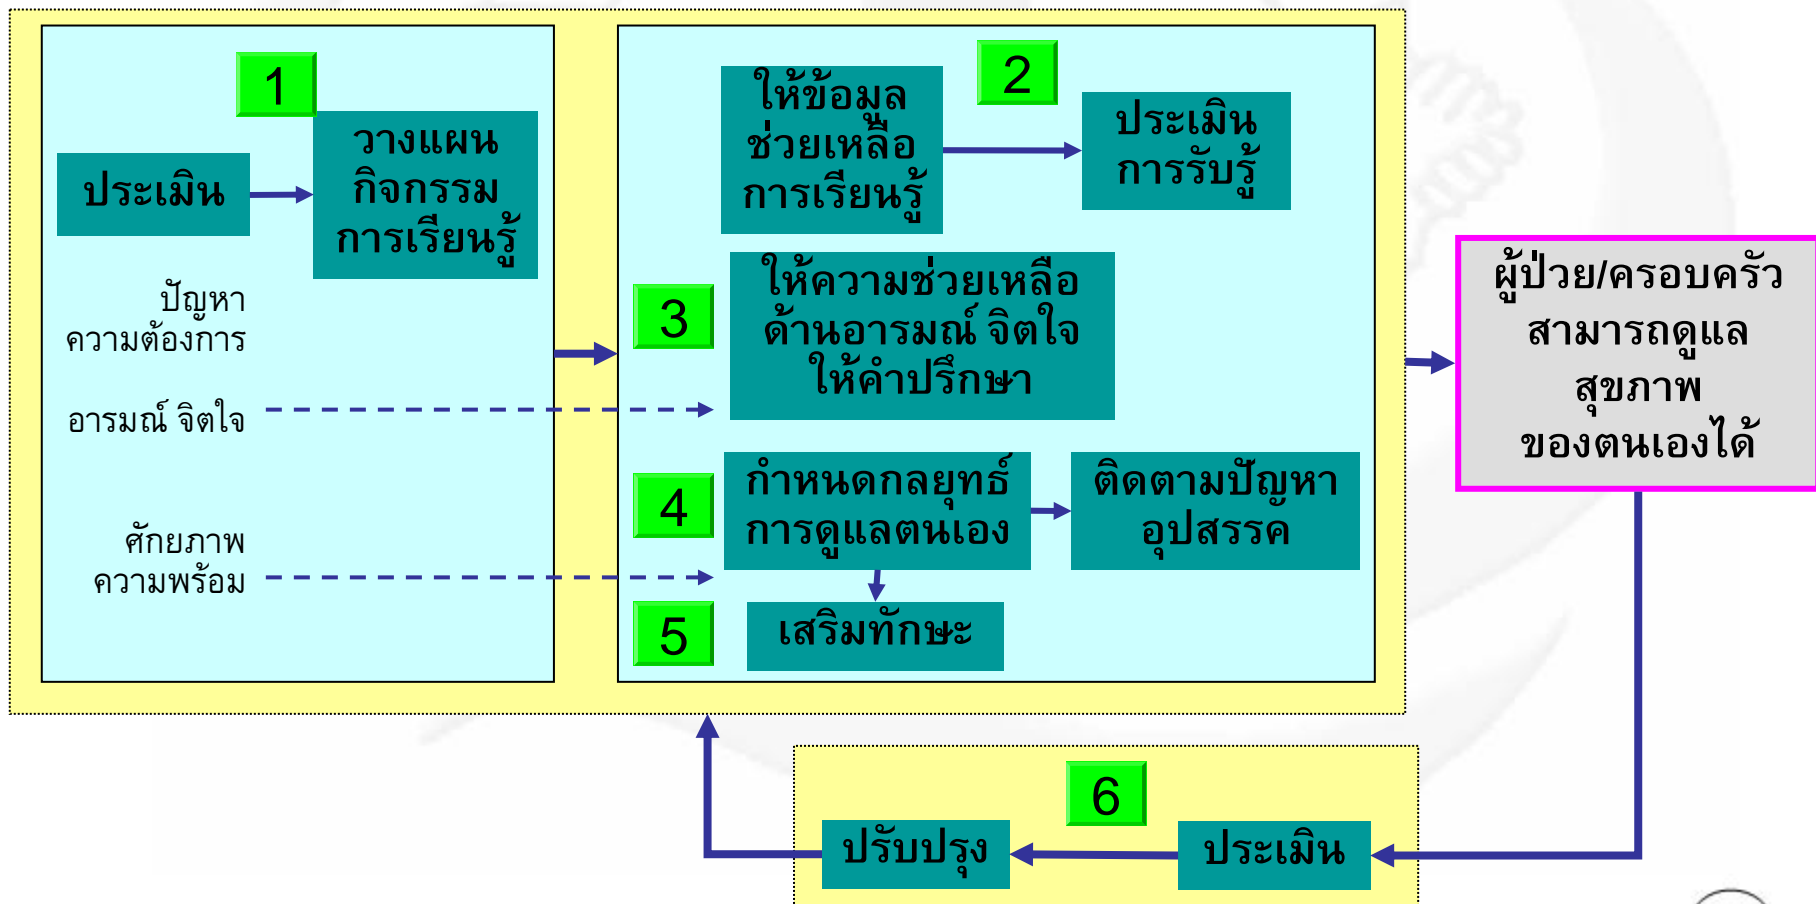 1
ประเมิน
วางแผน
กิจกรรม
การเรียนรู้
ปัญหา
ความต้องการ
อารมณ์ จิตใจ
ศักยภาพ
ความพร้อม
2
ให้ข้อมูล
ช่วยเหลือ
การเรียนรู้
ประเมิน
การรับรู้
3
ให้ความช่วยเหลือ
ด้านอารมณ์ จิตใจ
ให้คำปรึกษา
4
กำหนดกลยุทธ์
การดูแลตนเอง
ติดตามปัญหา
อุปสรรค
5
เสริมทักษะ
ผู้ป่วย/ครอบครัว
สามารถดูแล
สุขภาพ
ของตนเองได้
6
ปรับปรุง
ประเมิน